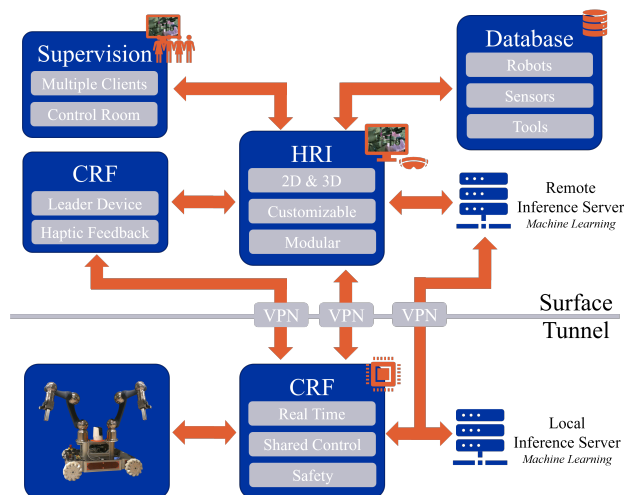 Supervision
Multiple Clients
Control Room
Database
Robots
Sensors
Tools
HRI
2D & 3D
Customizable
Modular
CRF
Leader Device
Haptic Feedback
Remote
Inference Server
Machine Learning
VPN
VPN
VPN
Surface
Tunnel
CRF
Real Time
Shared Control
Safety
Local
Inference Server
Machine Learning